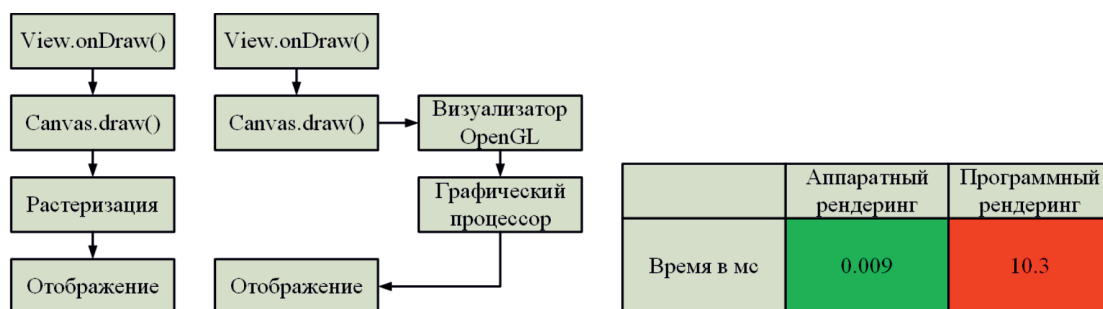 View.onDraw()
Canvas.draw()
Растеризация
Отображение
View.onDraw()
Canvas.draw()
Визуализатор
OpenGL
Графический
процессор
Отображение
Аппаратный
рендеринг
Программный
рендеринг
Время в мс
0.009
10.3